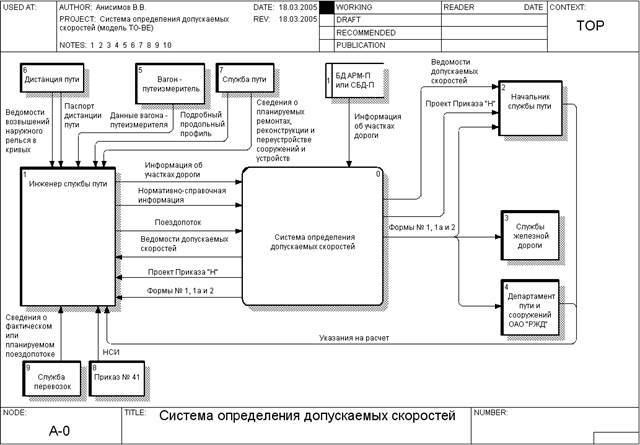 USED AT:
AUTHOR: Анисимов В.В.
DATE: 18.03.2005
WORKING
READER
DATE
CONTEXT:
PROJECT: Система определения допускаемых
скоростей (модель TO-BE)
REV: 18.03.2005
DRAFT
RECOMMENDED
TOP
NOTES: 1 2 3 4 5 6 7 8 9 10
PUBLICATION
6
Дистанция пути
5
Вагон -
путеизмеритель
7
Служба пути
1
БД АРМ-П
или СБД-П
Ведомости
допускаемых
скоростей
2
Начальник
службы пути
Ведомости
возвышений
наружного
рельса в
кривых
Паспорт
дистанции
пути
Данные вагона -
путеизмерителя
Подробный
продольный
профиль
Сведения о
планируемых
ремонтах,
реконструкции и
переустройстве
сооружений и
устройств
Информация
об участках
дороги
Проект Приказа "Н"
1
Инженер службы пути
Информация об
участках дороги
Нормативно-справочная
информация
Поездопоток
Ведомости допускаемых
скоростей
Проект Приказа "Н"
Формы № 1, 1а и 2
0
Система определения
допускаемых скоростей
Формы № 1, 1а и 2
3
Службы
железной
дороги
4
Департамент
пути и
сооружений
ОАО "РЖД"
Сведения о
фактическом
или
планируемом
поездопотоке
НСИ
Указания на расчет
9
Служба
перевозок
8
Приказ № 41
NODE:
A-0
TITLE:
Система определения допускаемых скоростей
NUMBER: